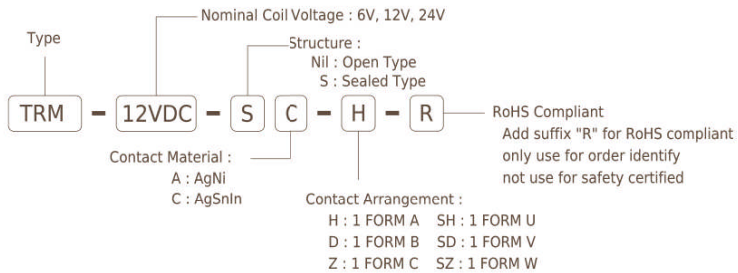 Nominal Coil Voltage : 6V, 12V, 24V
Type
Structure :
Nil : Open Type
S : Sealed Type
TRM - 12VDC - S C - H - R
RoHS Compliant
Add suffix "R" for RoHS compliant
only use for order identify
not use for safety certified
Contact Material :
A : AgNi
C : AgSnIn
Contact Arrangement :
H : 1 FORM A SH : 1 FORM U
D : 1 FORM B SD : 1 FORM V
Z : 1 FORM C SZ : 1 FORM W